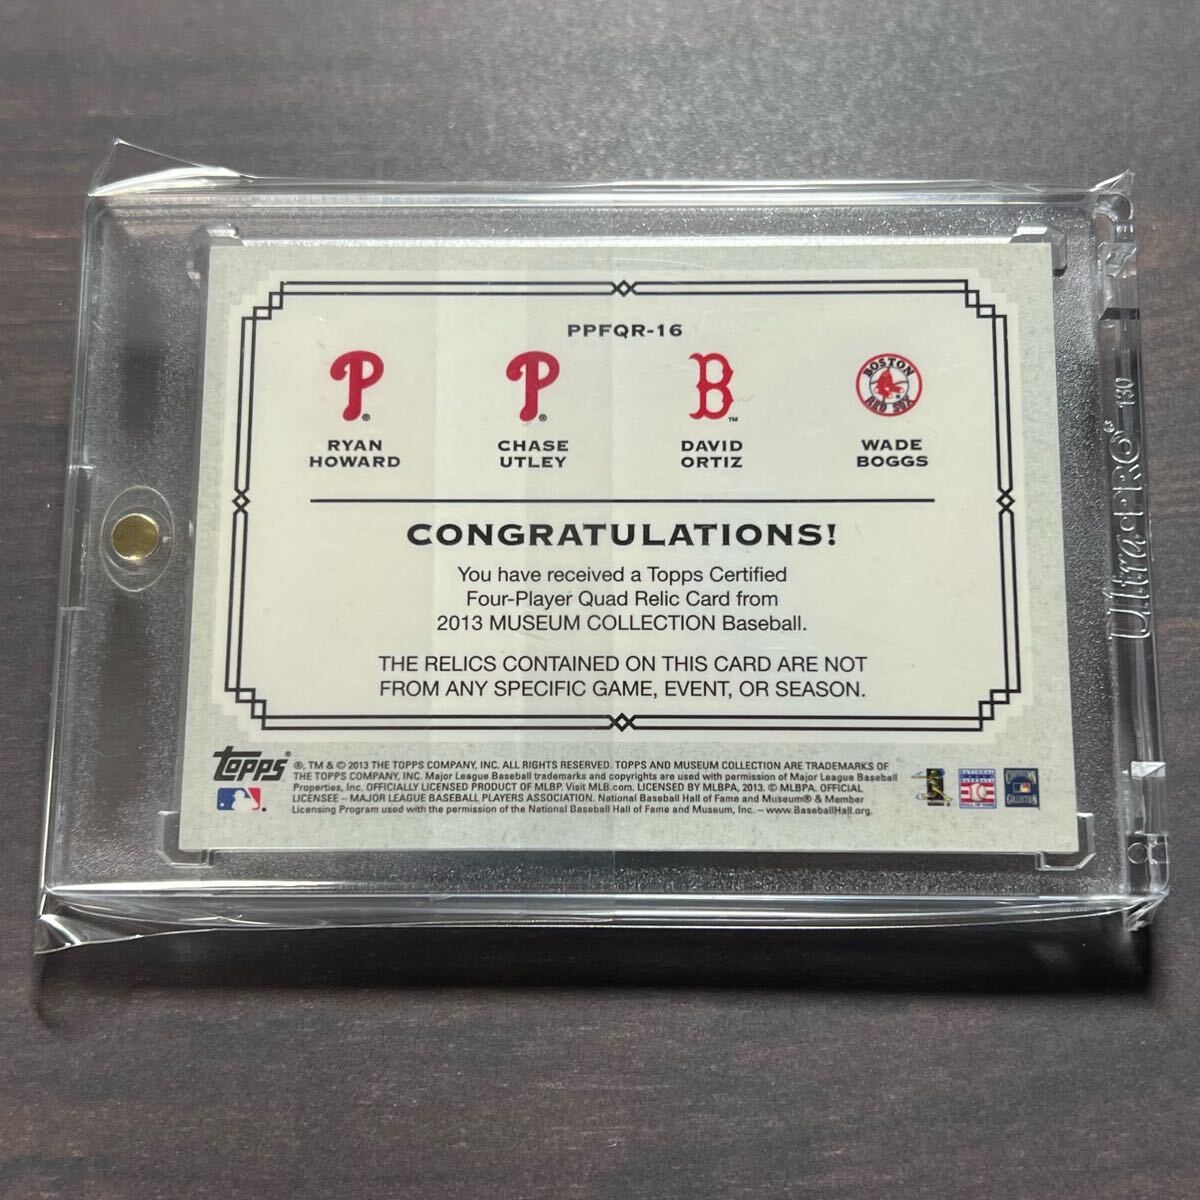 PPFQR-16
P® P® B™ BOSTON RED SOX
RYAN HOWARD
CHASE UTLEY
DAVID ORTIZ
WADE BOGGS
CONGRATULATIONS!
You have received a Topps Certified
Four-Player Quad Relic Card from
2013 MUSEUM COLLECTION Baseball.
THE RELICS CONTAINED ON THIS CARD ARE NOT
FROM ANY SPECIFIC GAME, EVENT, OR SEASON.
Topps®
®, TM & © 2013 THE TOPPS COMPANY, INC. ALL RIGHTS RESERVED. TOPPS AND MUSEUM COLLECTION ARE TRADEMARKS OF
THE TOPPS COMPANY, INC. Major League Baseball trademarks and copyrights are used with permission of Major League Baseball
Properties, Inc. OFFICIALLY LICENSED PRODUCT OF MLBP. Visit MLB.com. LICENSED BY MLBPA, 2013. © MLBPA. OFFICIAL
LICENSEE – MAJOR LEAGUE BASEBALL PLAYERS ASSOCIATION. National Baseball Hall of Fame and Museum® & Member
Licensing Program used with the permission of the National Baseball Hall of Fame and Museum, Inc. – www.BaseballHall.org.
Ultra•PRO® 130